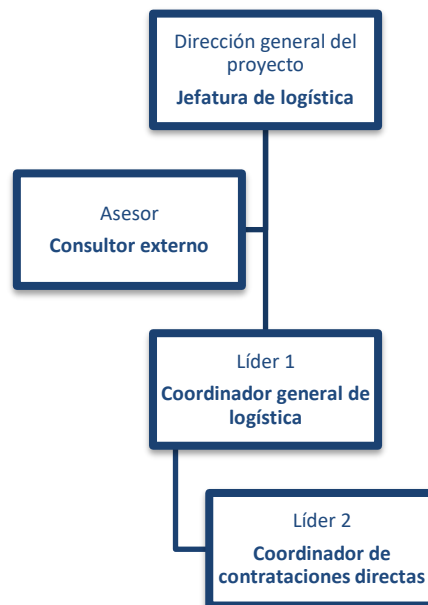 Dirección general del
proyecto
Jefatura de logística
Asesor
Consultor externo
Líder 1
Coordinador general de
logística
Líder 2
Coordinador de
contrataciones directas